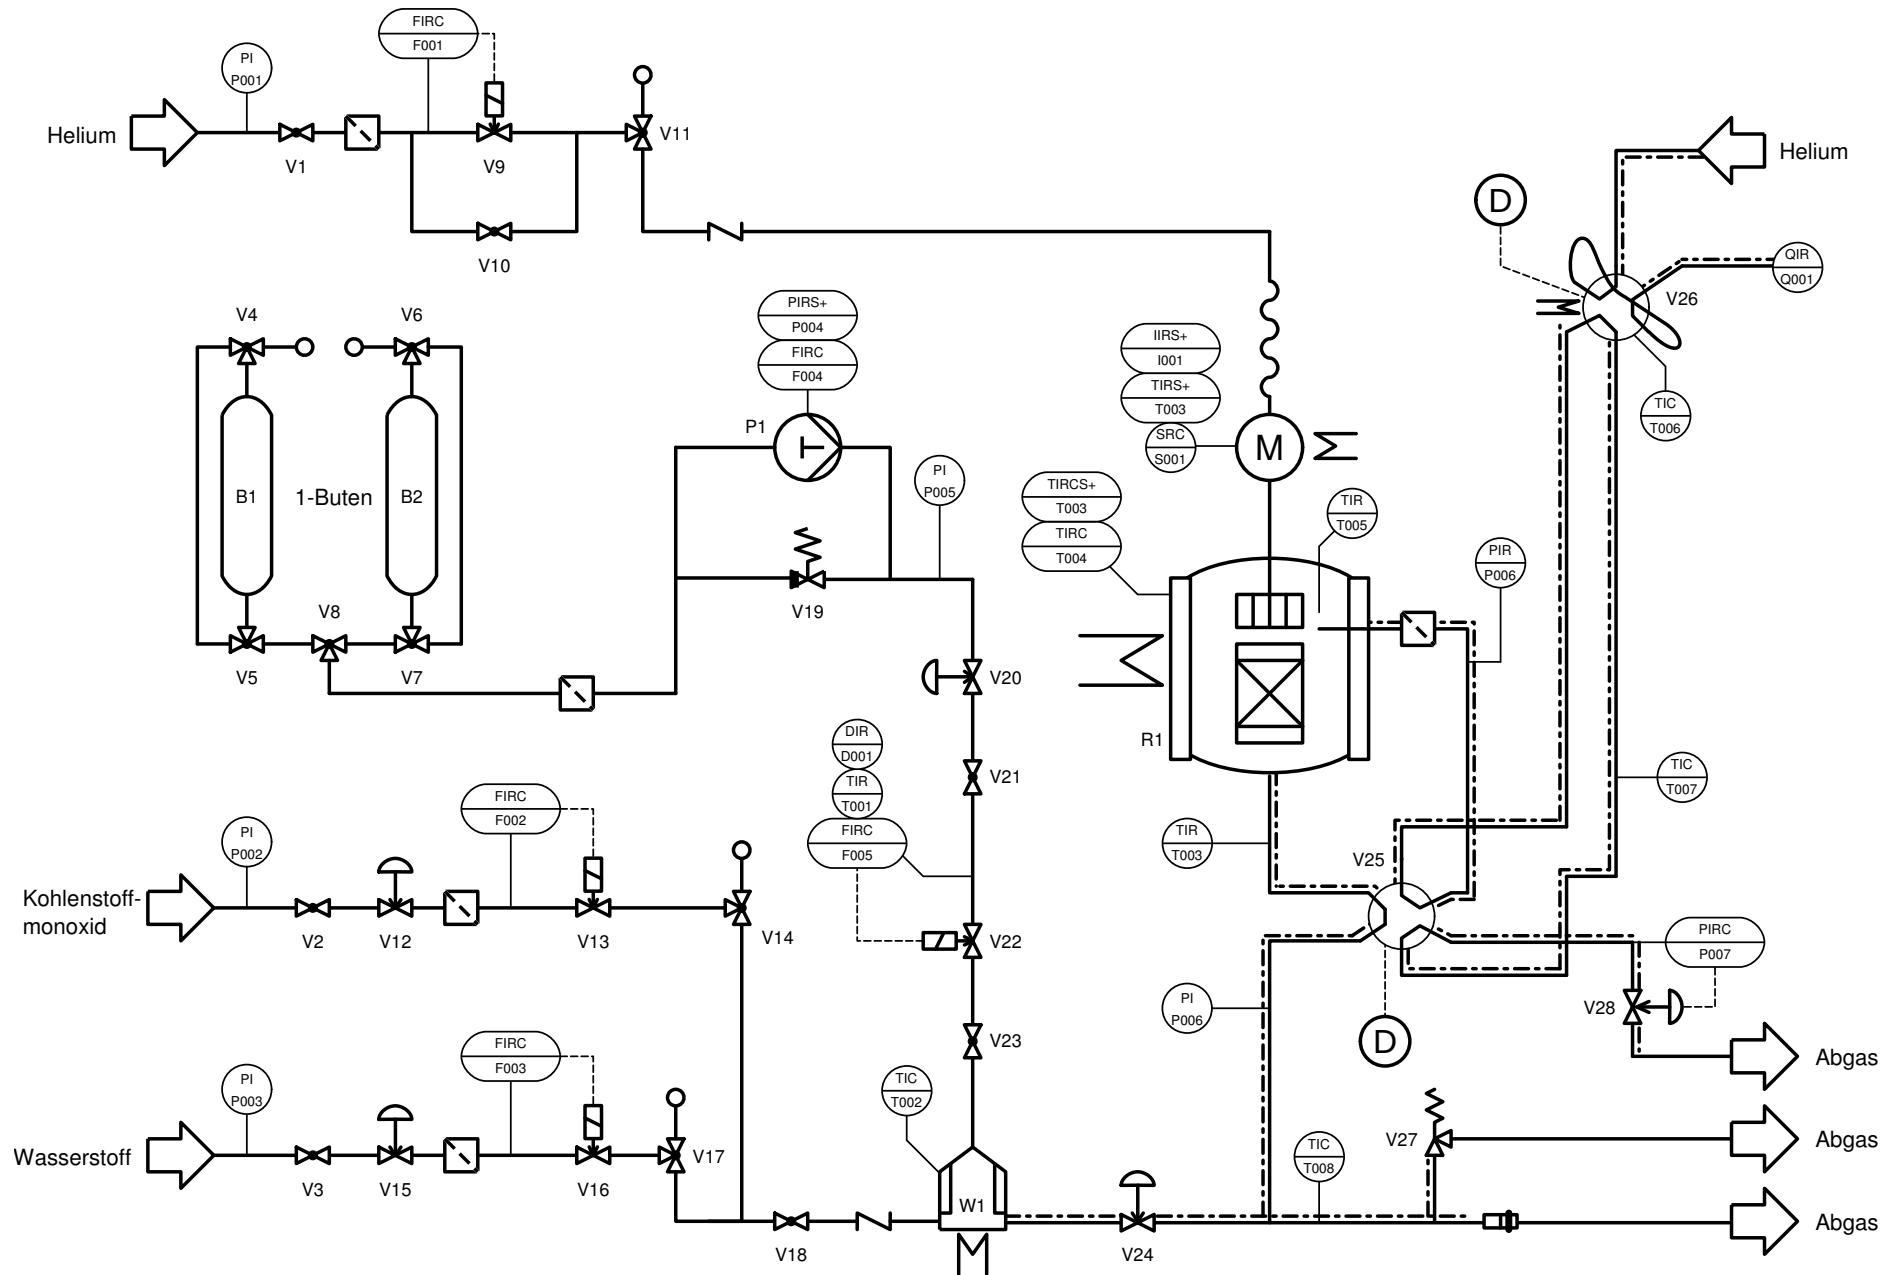 FIRC
F001
PI
P001
Helium
V1
V9
V11
V10
Helium
D
QIR
Q001
V26
TIC
T006
V4
V6
B1
1-Buten
B2
V5
V8
V7
PIRS+
P004
FIRC
F004
P1
PI
P005
V19
V20
V21
IIRS+
I001
TIRS+
T003
SRC
S001
M
TIRCS+
T003
TIRC
T004
TIR
T005
PIR
P006
R1
TIC
T007
DIR
D001
TIR
T001
FIRC
F005
V22
V23
TIR
T003
V25
PI
P002
FIRC
F002
Kohlenstoff-
monoxid
V2
V12
V13
V14
PIRC
P007
V28
PI
P006
D
Abgas
PI
P003
FIRC
F003
Wasserstoff
V3
V15
V16
V17
TIC
T002
W1
V18
V24
TIC
T008
V27
Abgas
Abgas